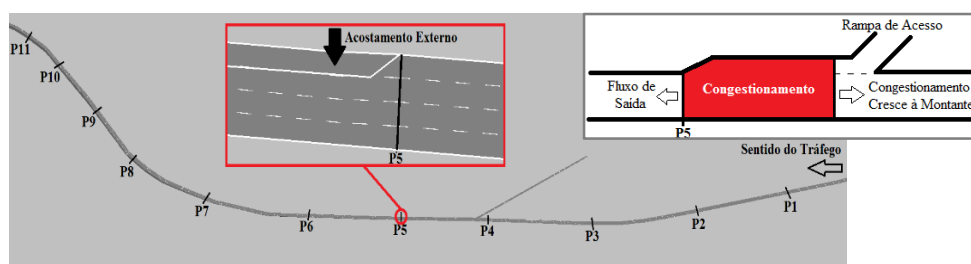 Rampa de Acesso
Acostamento Externo
P5
Fluxo de
Saída
Congestionamento
Congestionamento
Cresce à Montante
P5
Sentido do Tráfego
P11
P10
P9
P8
P7
P6
P5
P4
P3
P2
P1